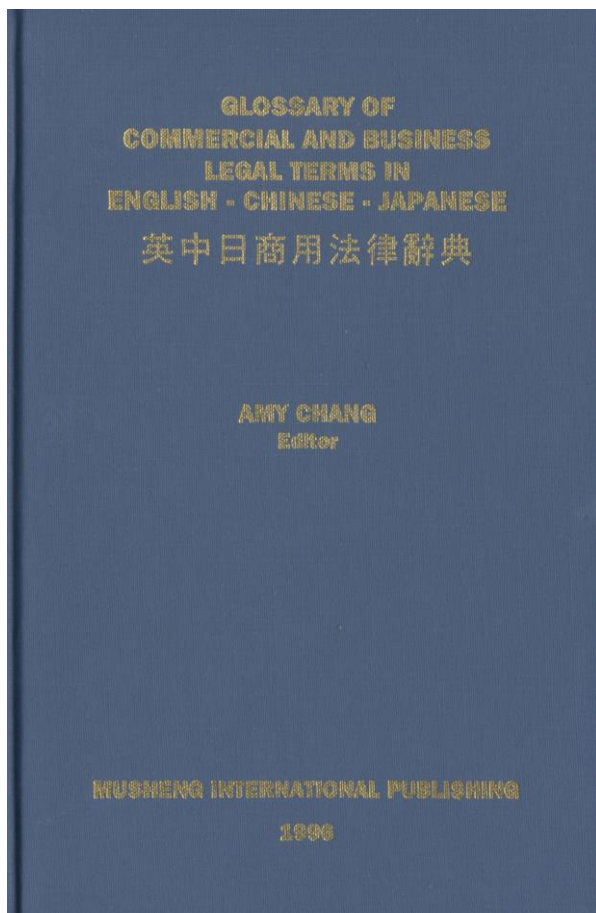 GLOSSARY OF
COMMERCIAL AND BUSINESS
LEGAL TERMS IN
ENGLISH - CHINESE - JAPANESE
英中日商用法律辭典
AMY CHANG
Editor
MUSHENG INTERNATIONAL PUBLISHING
1996